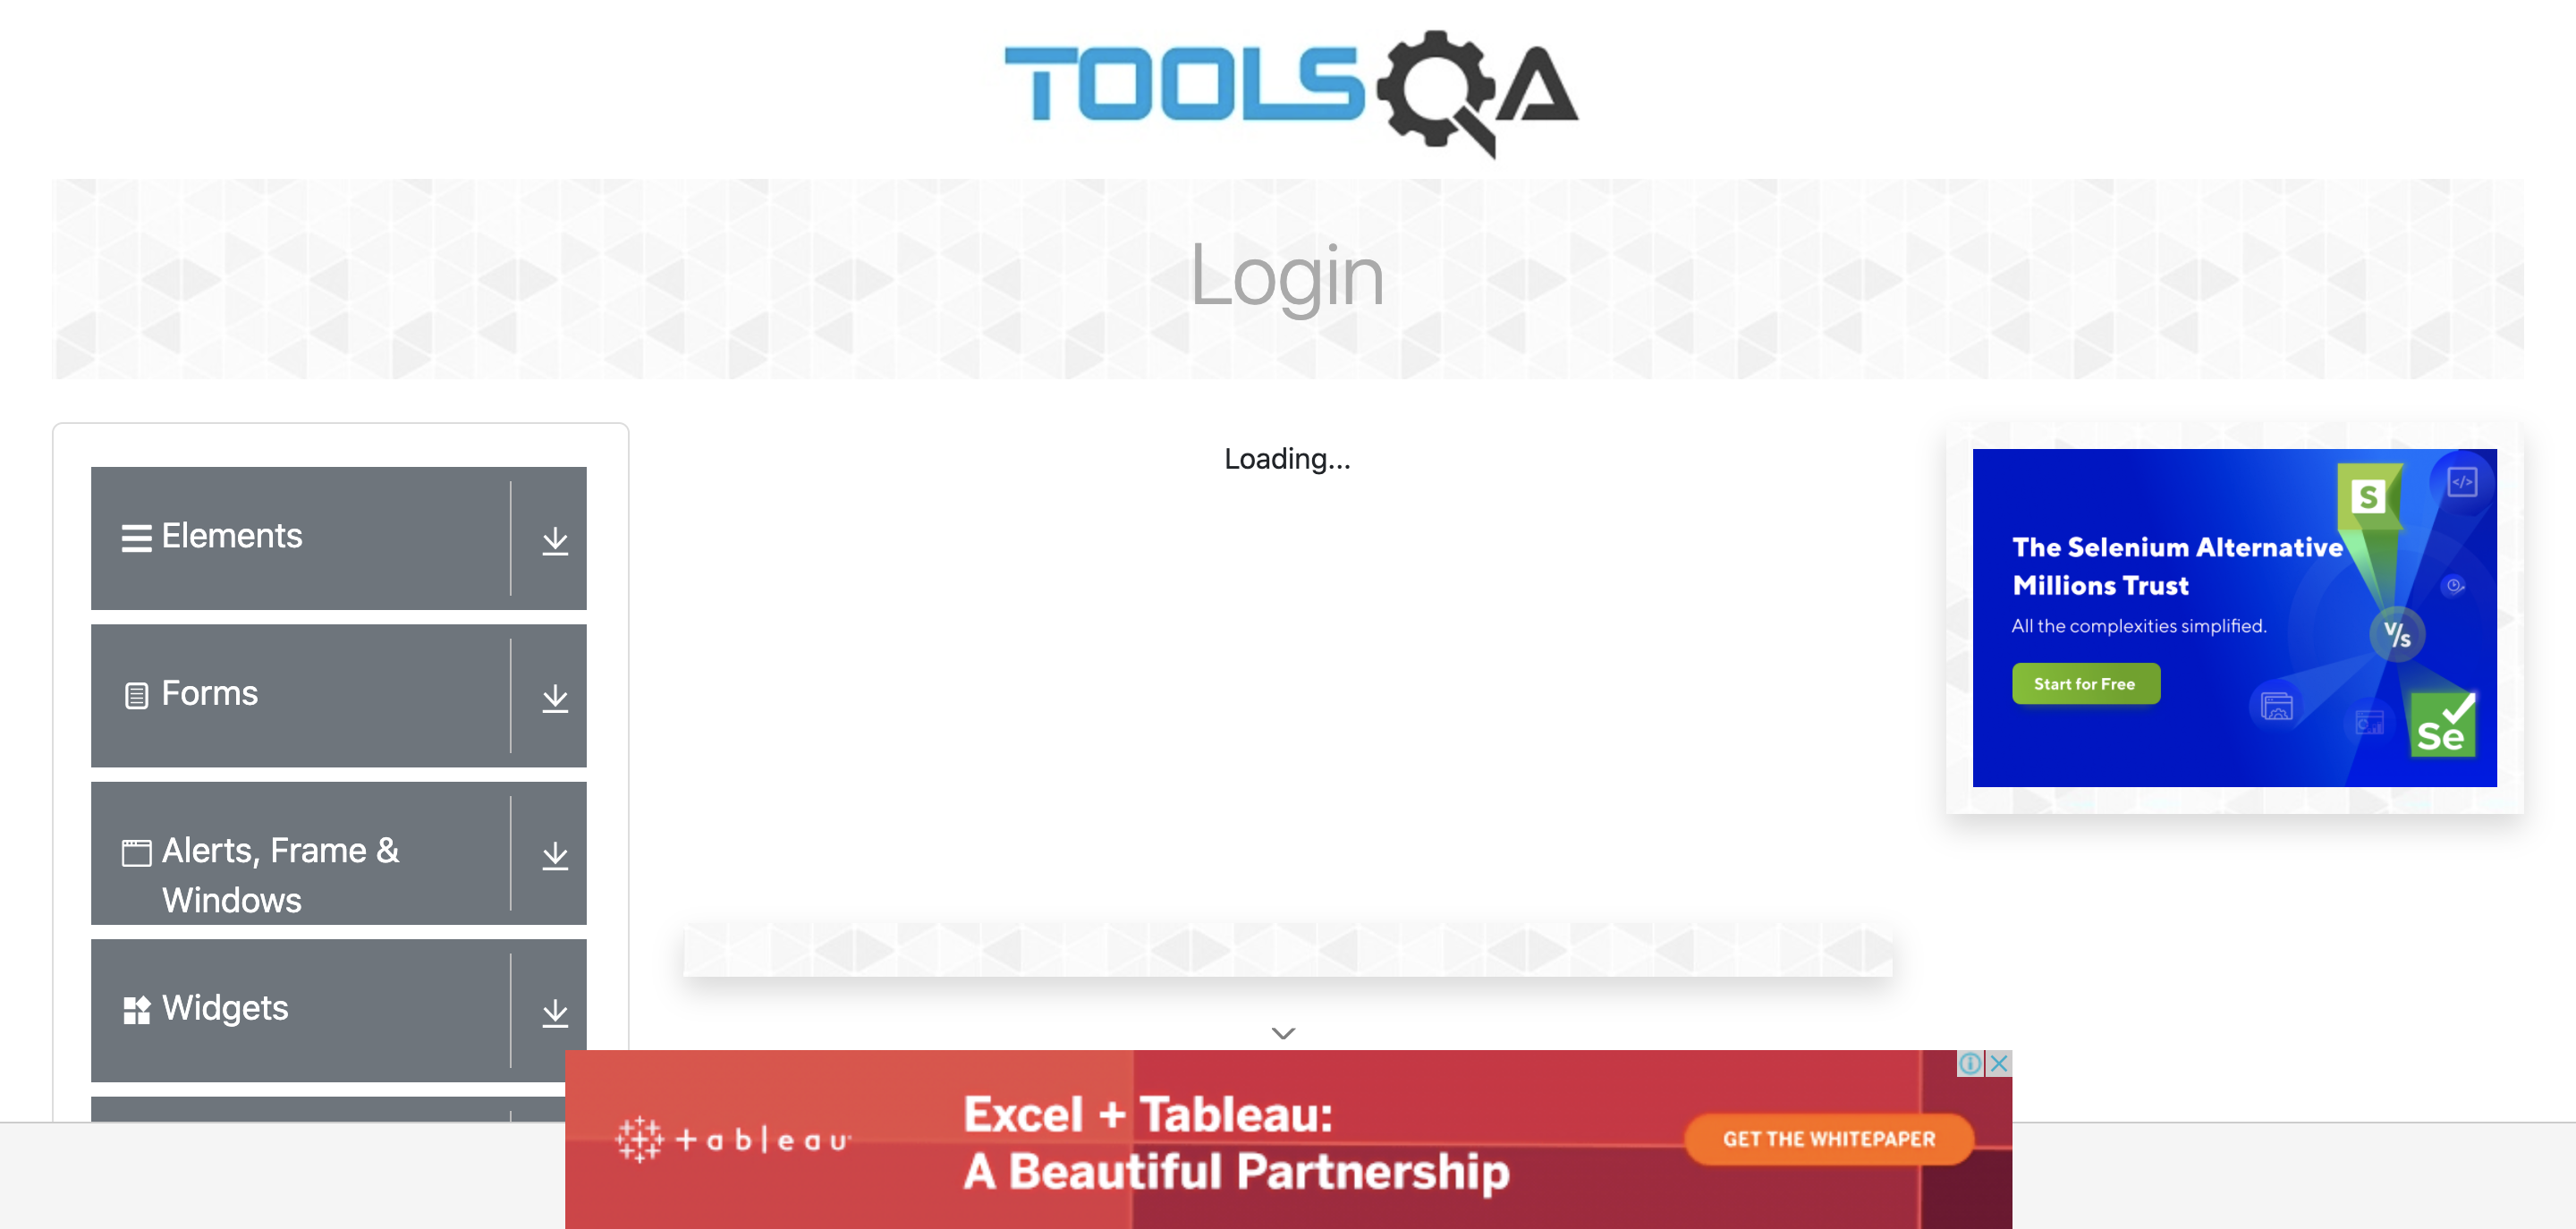 TOOLSQA
Login
Elements
Forms
Alerts, Frame &
Windows
Widgets
Loading...
The Selenium Alternative
Millions Trust
All the complexities simplified.
Start for Free
S
</>
V/s
Se
+ableau
Excel + Tableau:
A Beautiful Partnership
GET THE WHITEPAPER